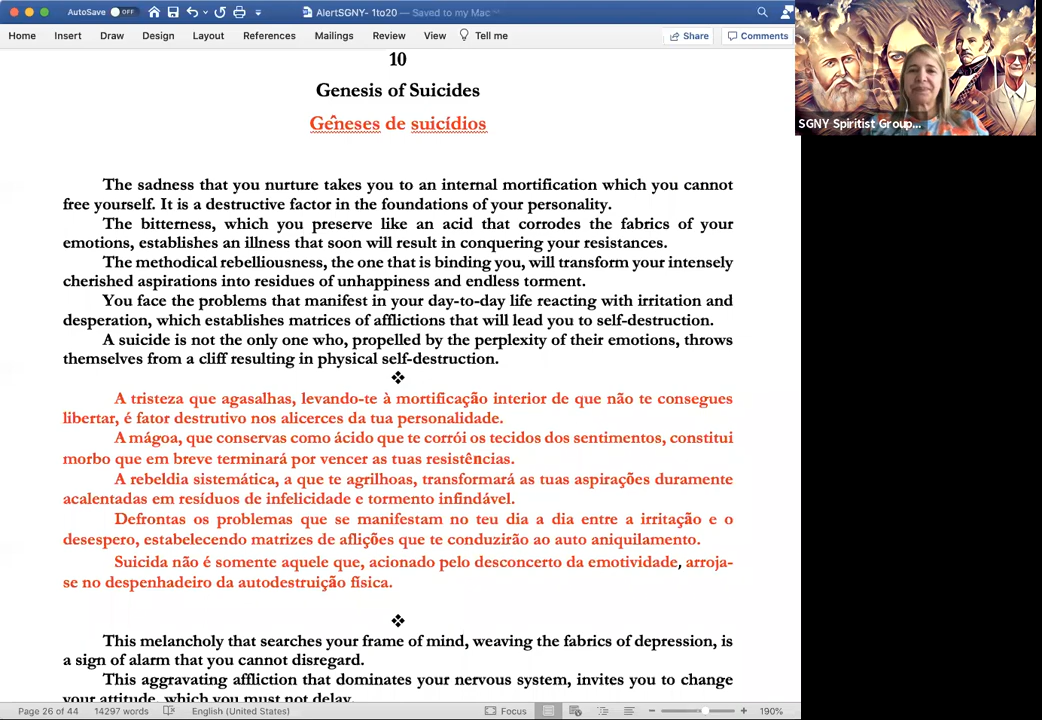 AutoSave OFF AlertSGNY- 1to20 — Saved to my Mac
Home Insert Draw Design Layout References Mailings Review View Tell me Share Comments
SGNY Spiritist Group...
10
Genesis of Suicides
Gêneses de suicídios
The sadness that you nurture takes you to an internal mortification which you cannot
free yourself. It is a destructive factor in the foundations of your personality.
The bitterness, which you preserve like an acid that corrodes the fabrics of your
emotions, establishes an illness that soon will result in conquering your resistances.
The methodical rebelliousness, the one that is binding you, will transform your intensely
cherished aspirations into residues of unhappiness and endless torment.
You face the problems that manifest in your day-to-day life reacting with irritation and
desperation, which establishes matrices of afflictions that will lead you to self-destruction.
A suicide is not the only one who, propelled by the perplexity of their emotions, throws
themselves from a cliff resulting in physical self-destruction.
❖
A tristeza que agasalhas, levando-te à mortificação interior de que não te consegues
libertar, é fator destrutivo nos alicerces da tua personalidade.
A mágoa, que conservas como ácido que te corrói os tecidos dos sentimentos, constitui
morbo que em breve terminará por vencer as tuas resistências.
A rebeldia sistemática, a que te agrilhoas, transformará as tuas aspirações duramente
acalentadas em resíduos de infelicidade e tormento infindável.
Defrontas os problemas que se manifestam no teu dia a dia entre a irritação e o
desespero, estabelecendo matrizes de aflições que te conduzirão ao auto aniquilamento.
Suicida não é somente aquele que, acionado pelo desconcerto da emotividade, arroja-
se no despenhadeiro da autodestruição física.
❖
This melancholy that searches your frame of mind, weaving the fabrics of depression, is
a sign of alarm that you cannot disregard.
This aggravating affliction that dominates your nervous system, invites you to change
your attitude, which you must not delay.
Page 26 of 44 14297 words English (United States) Focus 190%